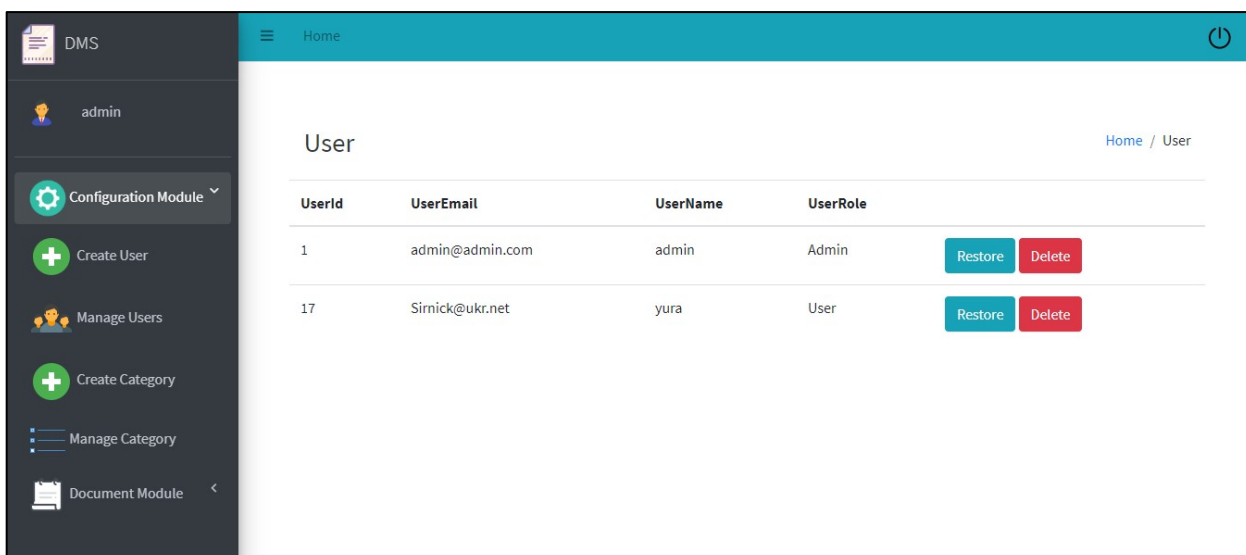 DMS
Home
admin
User
Home / User
Configuration Module
UserId UserEmail UserName UserRole
Create User
1 admin@admin.com admin Admin Restore Delete
Manage Users
17 Sirnick@ukr.net yura User Restore Delete
Create Category
Manage Category
Document Module